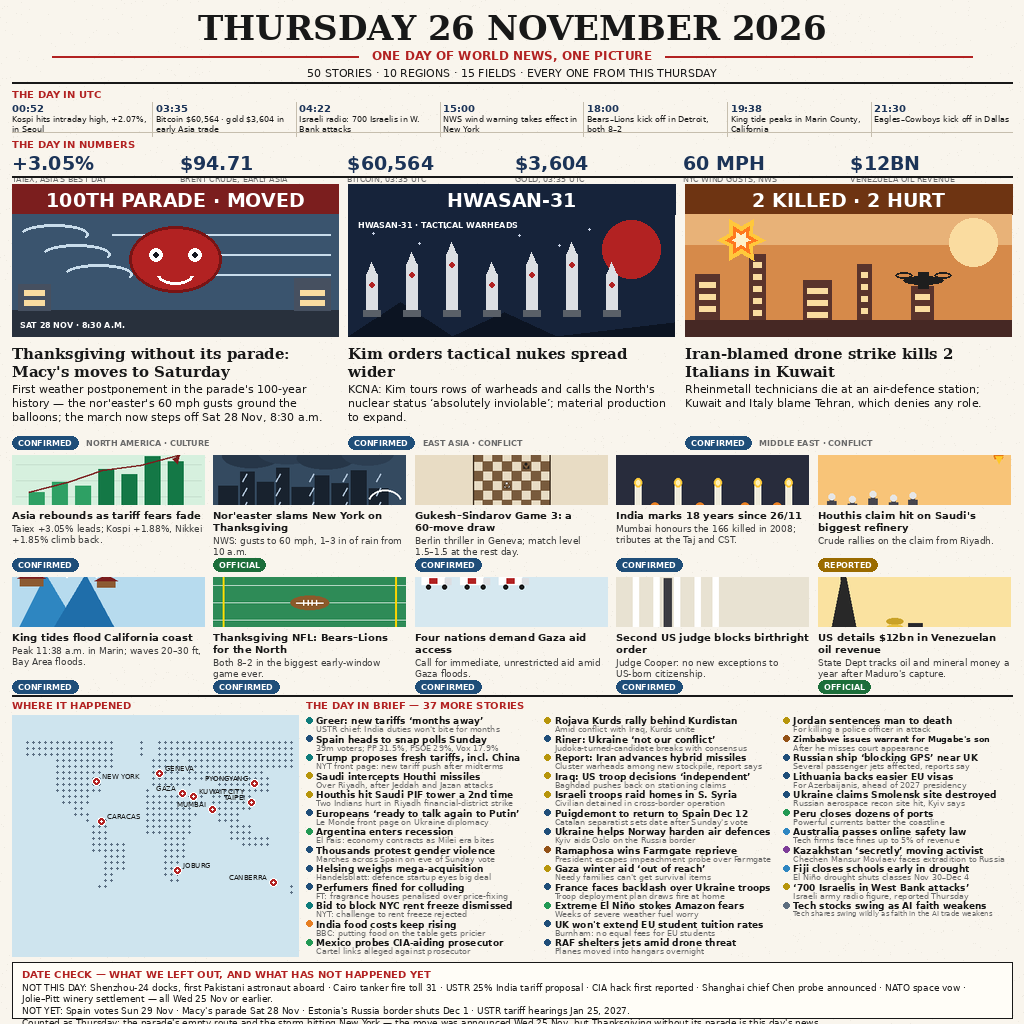 THURSDAY 26 NOVEMBER 2026
ONE DAY OF WORLD NEWS, ONE PICTURE
50 STORIES · 10 REGIONS · 15 FIELDS · EVERY ONE FROM THIS THURSDAY
THE DAY IN UTC
00:52
Kospi hits intraday high, +2.07%,
in Seoul
03:35
Bitcoin $60,564 · gold $3,604 in
early Asia trade
04:22
Israeli radio: 700 Israelis in W.
Bank attacks
15:00
NWS wind warning takes effect in
New York
18:00
Bears–Lions kick off in Detroit,
both 8–2
19:38
King tide peaks in Marin County,
California
21:30
Eagles–Cowboys kick off in Dallas
THE DAY IN NUMBERS
+3.05%
TAIEX, ASIA'S BEST DAY
$94.71
BRENT CRUDE, EARLY ASIA
$60,564
BITCOIN, 03:35 UTC
$3,604
GOLD, 03:35 UTC
60 MPH
NYC WIND GUSTS, NWS
$12BN
VENEZUELA OIL REVENUE
100TH PARADE · MOVED
SAT 28 NOV · 8:30 A.M.
Thanksgiving without its parade:
Macy's moves to Saturday
First weather postponement in the parade's 100-year
history — the nor'easter's 60 mph gusts ground the
balloons; the march now steps off Sat 28 Nov, 8:30 a.m.
CONFIRMED NORTH AMERICA · CULTURE
HWASAN-31
HWASAN-31 · TACTICAL WARHEADS
Kim orders tactical nukes spread
wider
KCNA: Kim tours rows of warheads and calls the North's
nuclear status ‘absolutely inviolable’; material production
to expand.
CONFIRMED EAST ASIA · CONFLICT
2 KILLED · 2 HURT
Iran-blamed drone strike kills 2
Italians in Kuwait
Rheinmetall technicians die at an air-defence station;
Kuwait and Italy blame Tehran, which denies any role.
CONFIRMED MIDDLE EAST · CONFLICT
Asia rebounds as tariff fears fade
Taiex +3.05% leads; Kospi +1.88%, Nikkei
+1.85% climb back.
CONFIRMED
Nor'easter slams New York on
Thanksgiving
NWS: gusts to 60 mph, 1–3 in of rain from
10 a.m.
OFFICIAL
Gukesh–Sindarov Game 3: a
60-move draw
Berlin thriller in Geneva; match level
1.5–1.5 at the rest day.
CONFIRMED
India marks 18 years since 26/11
Mumbai honours the 166 killed in 2008;
tributes at the Taj and CST.
CONFIRMED
Houthis claim hit on Saudi's
biggest refinery
Crude rallies on the claim from Riyadh.
REPORTED
King tides flood California coast
Peak 11:38 a.m. in Marin; waves 20–30 ft,
Bay Area floods.
CONFIRMED
Thanksgiving NFL: Bears–Lions
for the North
Both 8–2 in the biggest early-window
game ever.
CONFIRMED
Four nations demand Gaza aid
access
Call for immediate, unrestricted aid amid
Gaza floods.
CONFIRMED
Second US judge blocks birthright
order
Judge Cooper: no new exceptions to
US-born citizenship.
CONFIRMED
US details $12bn in Venezuelan
oil revenue
State Dept tracks oil and mineral money a
year after Maduro's capture.
OFFICIAL
WHERE IT HAPPENED
NEW YORK
GENEVA
PYONGYANG
GAZA
KUWAIT CITY
TAIPEI
MUMBAI
CARACAS
JOBURG
CANBERRA
THE DAY IN BRIEF — 37 MORE STORIES
Greer: new tariffs ‘months away’
USTR chief: India duties won't bite for months
Spain heads to snap polls Sunday
39m voters; PP 31.5%, PSOE 29%, Vox 17.9%
Trump proposes fresh tariffs, incl. China
NYT front page: new tariff push after midterms
Saudi intercepts Houthi missiles
Over Riyadh, after Jeddah and Jazan attacks
Houthis hit Saudi PIF tower a 2nd time
Two Indians hurt in Riyadh financial-district strike
Europeans ‘ready to talk again to Putin’
Le Monde front page on Ukraine diplomacy
Argentina enters recession
El País: economy contracts as Milei era bites
Thousands protest gender violence
Marches across Spain on eve of Sunday vote
Helsing weighs mega-acquisition
Handelsblatt: defence startup eyes big deal
Perfumers fined for colluding
FT: fragrance houses penalised over price-fixing
Bid to block NYC rent freeze dismissed
NYT: challenge to rent freeze rejected
India food costs keep rising
BBC: putting food on the table gets pricier
Mexico probes CIA-aiding prosecutor
Cartel links alleged against prosecutor
Rojava Kurds rally behind Kurdistan
Amid conflict with Iraq, Kurds unite
Riner: Ukraine ‘not our conflict’
Judoka-turned-candidate breaks with consensus
Report: Iran advances hybrid missiles
Cluster warheads among new stockpile, report says
Iraq: US troop decisions ‘independent’
Baghdad pushes back on stationing claims
Israeli troops raid homes in S. Syria
Civilian detained in cross-border operation
Puigdemont to return to Spain Dec 12
Catalan separatist sets date after Sunday's vote
Ukraine helps Norway harden air defences
Kyiv aids Oslo on the Russia border
Ramaphosa wins Farmgate reprieve
President escapes impeachment probe over Farmgate
Gaza winter aid ‘out of reach’
Needy families can't get survival items
France faces backlash over Ukraine troops
Troop deployment plan draws fire at home
Extreme El Niño stokes Amazon fears
Weeks of severe weather fuel worry
UK won't extend EU student tuition rates
Burnham: no equal fees for EU students
RAF shelters jets amid drone threat
Planes moved into hangars overnight
Jordan sentences man to death
For killing a police officer in attack
Zimbabwe issues warrant for Mugabe's son
After he misses court appearance
Russian ship ‘blocking GPS’ near UK
Several passenger jets affected, reports say
Lithuania backs easier EU visas
For Azerbaijanis, ahead of 2027 presidency
Ukraine claims Smolensk site destroyed
Russian aerospace recon site hit, Kyiv says
Peru closes dozens of ports
Powerful currents batter the coastline
Australia passes online safety law
Tech firms face fines up to 5% of revenue
Kazakhstan ‘secretly’ moving activist
Chechen Mansur Movlaev faces extradition to Russia
Fiji closes schools early in drought
El Niño drought shuts classes Nov 30–Dec 4
‘700 Israelis in West Bank attacks’
Israeli army radio figure, reported Thursday
Tech stocks swing as AI faith weakens
Tech shares swing wildly as faith in the AI trade weakens
DATE CHECK — WHAT WE LEFT OUT, AND WHAT HAS NOT HAPPENED YET
NOT THIS DAY: Shenzhou-24 docks, first Pakistani astronaut aboard · Cairo tanker fire toll 31 · USTR 25% India tariff proposal · CIA hack first reported · Shanghai chief Chen probe announced · NATO space vow ·
Jolie–Pitt winery settlement — all Wed 25 Nov or earlier.
NOT YET: Spain votes Sun 29 Nov · Macy's parade Sat 28 Nov · Estonia's Russia border shuts Dec 1 · USTR tariff hearings Jan 25, 2027.
Counted as Thursday: the parade's empty route and the storm hitting New York — the move was announced Wed 25 Nov, but Thanksgiving without its parade is this day's news.